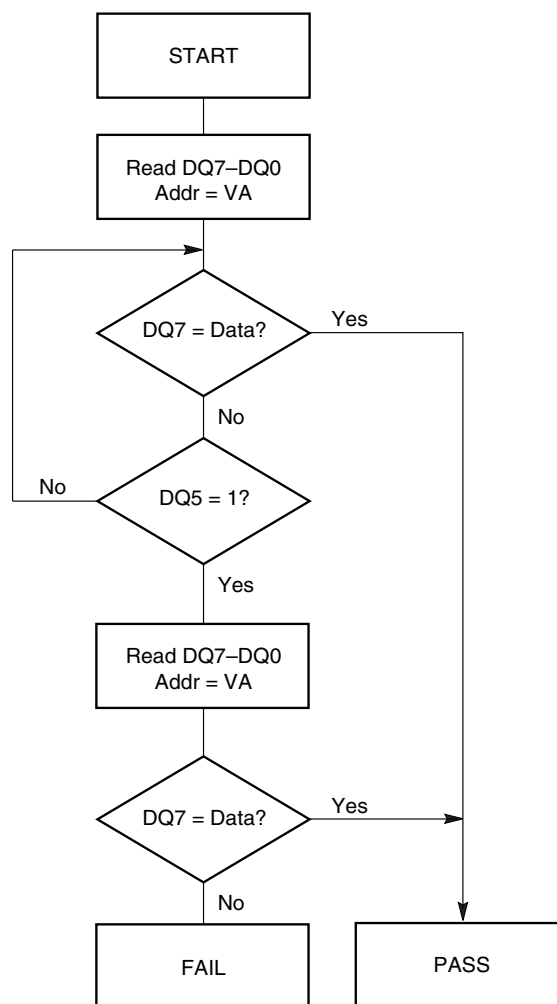 START
Read DQ7–DQ0
Addr = VA
DQ7 = Data?
Yes
No
No
DQ5 = 1?
Yes
Read DQ7–DQ0
Addr = VA
DQ7 = Data?
Yes
No
FAIL
PASS